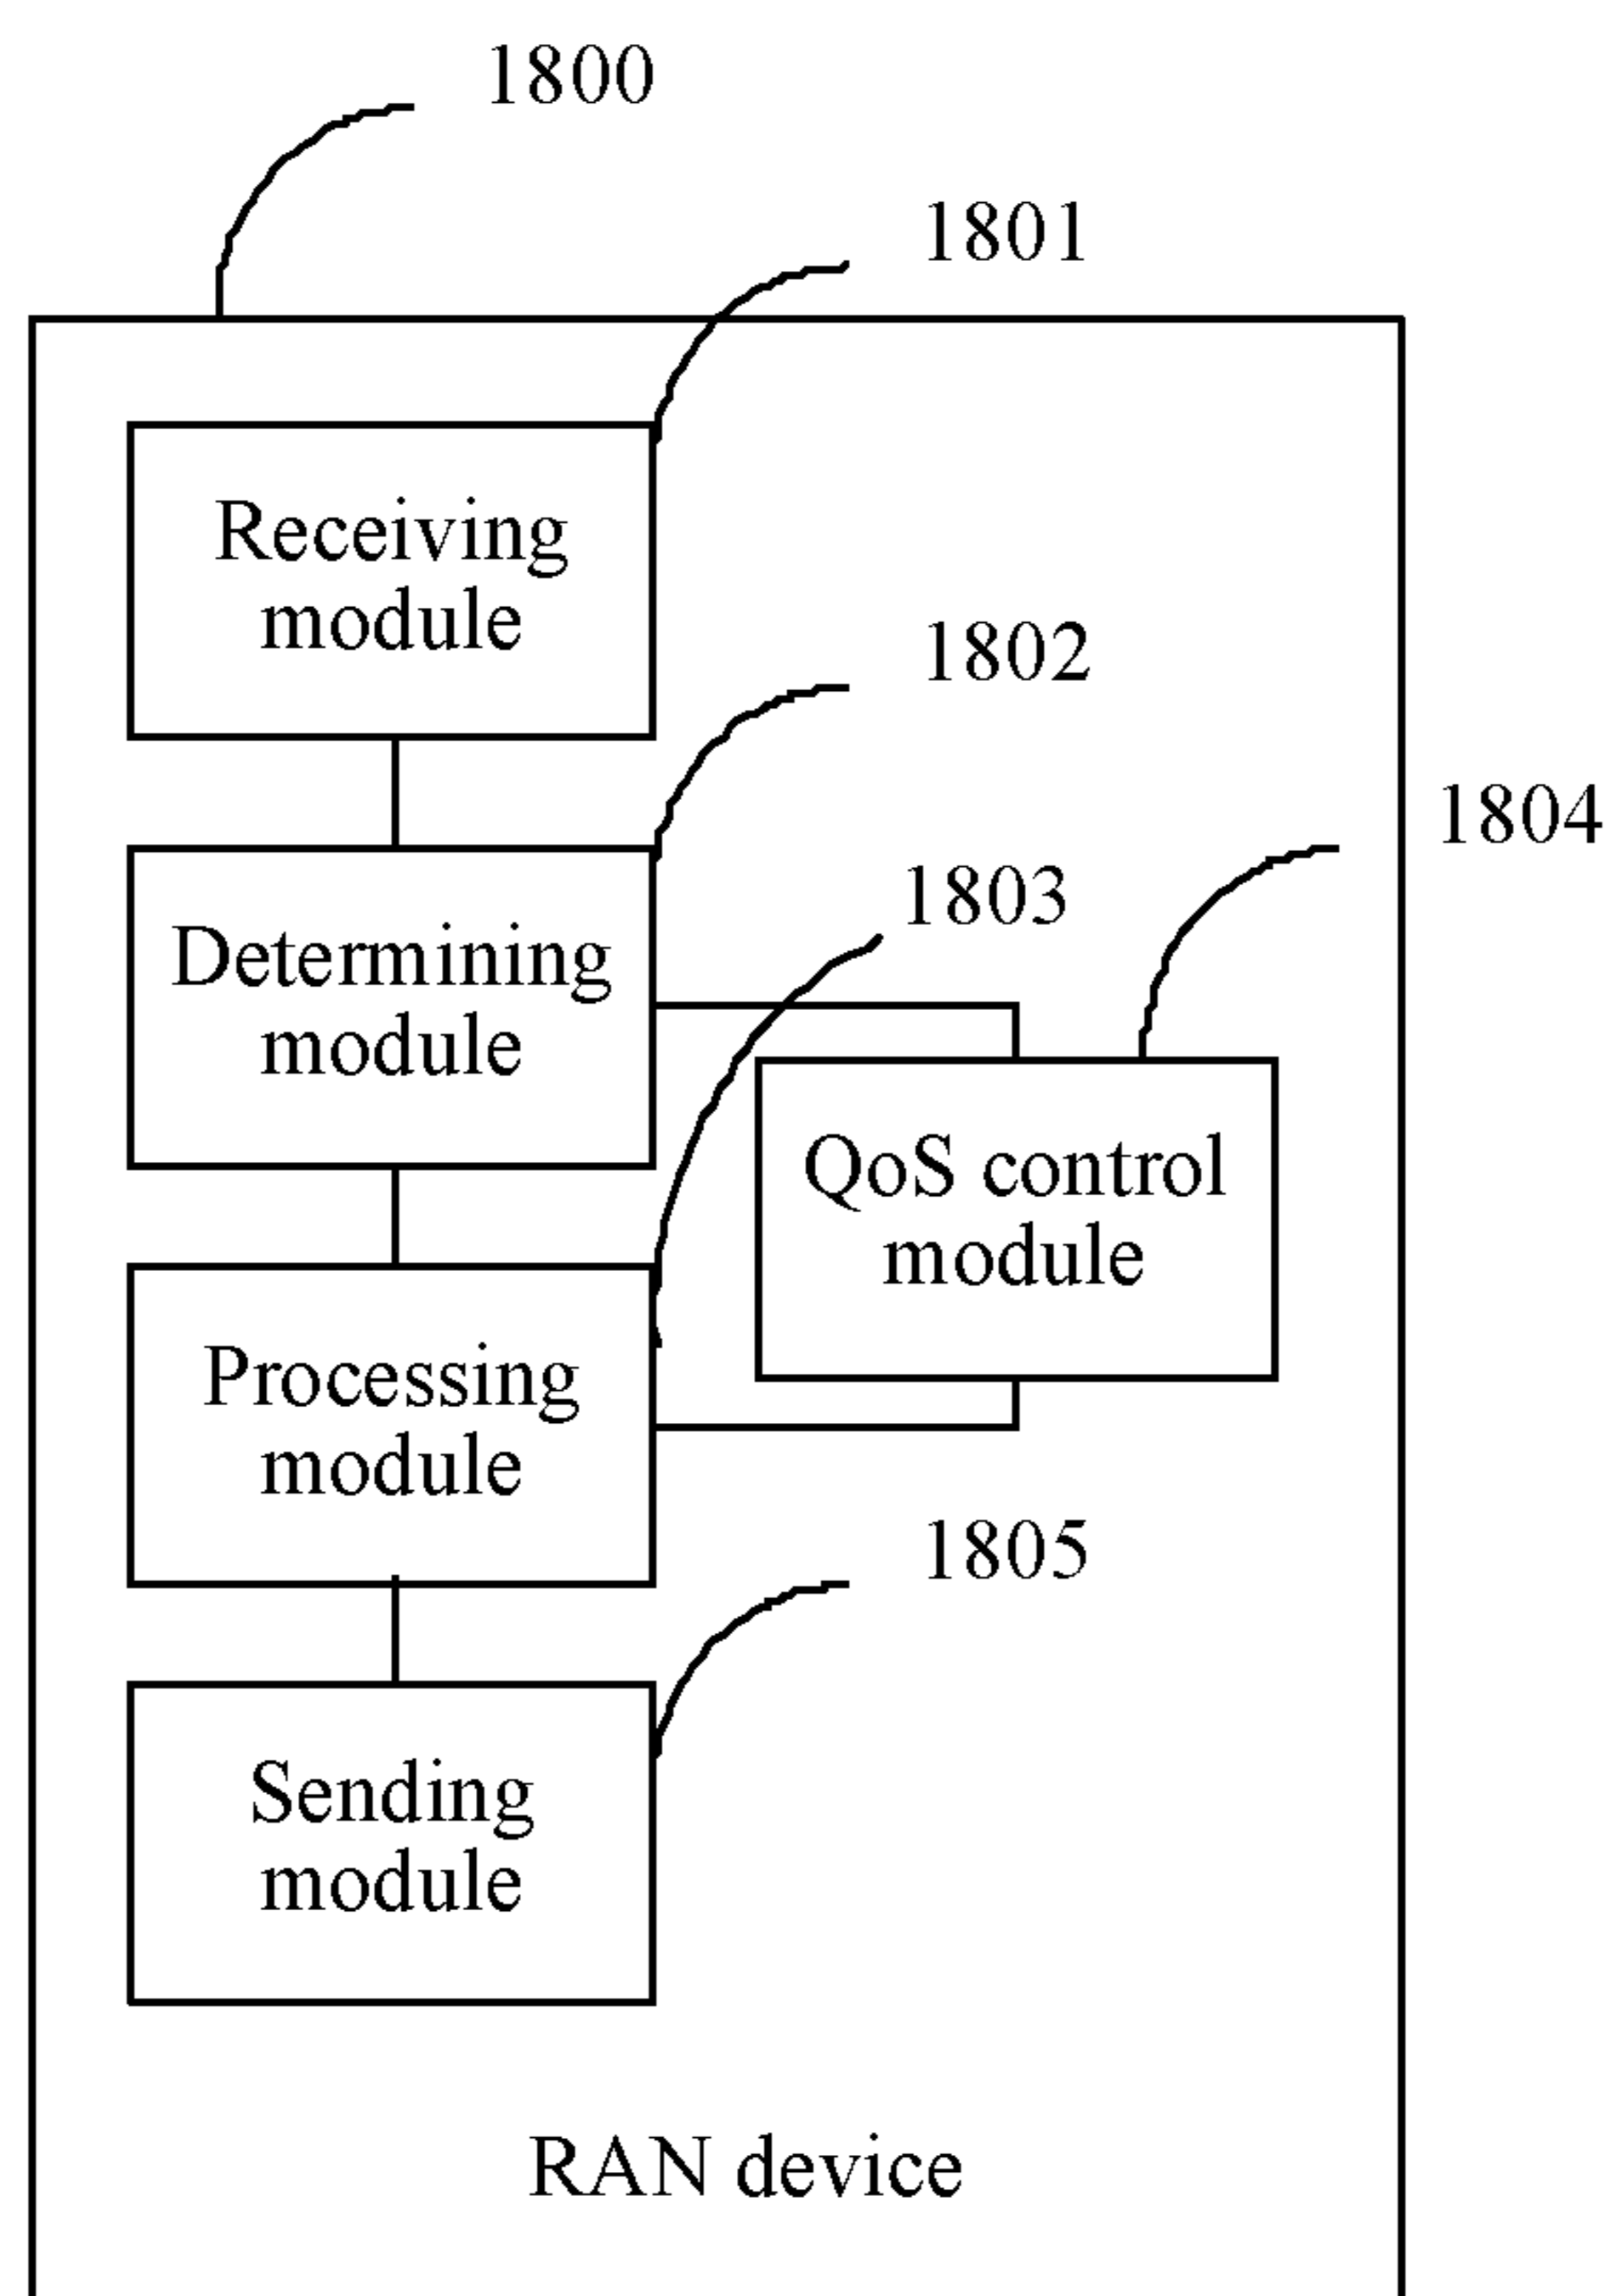 1800
1801
Receiving
module
1802
1804
1803
Determining
module
QoS control
module
Processing
module
1805
Sending
module
RAN device